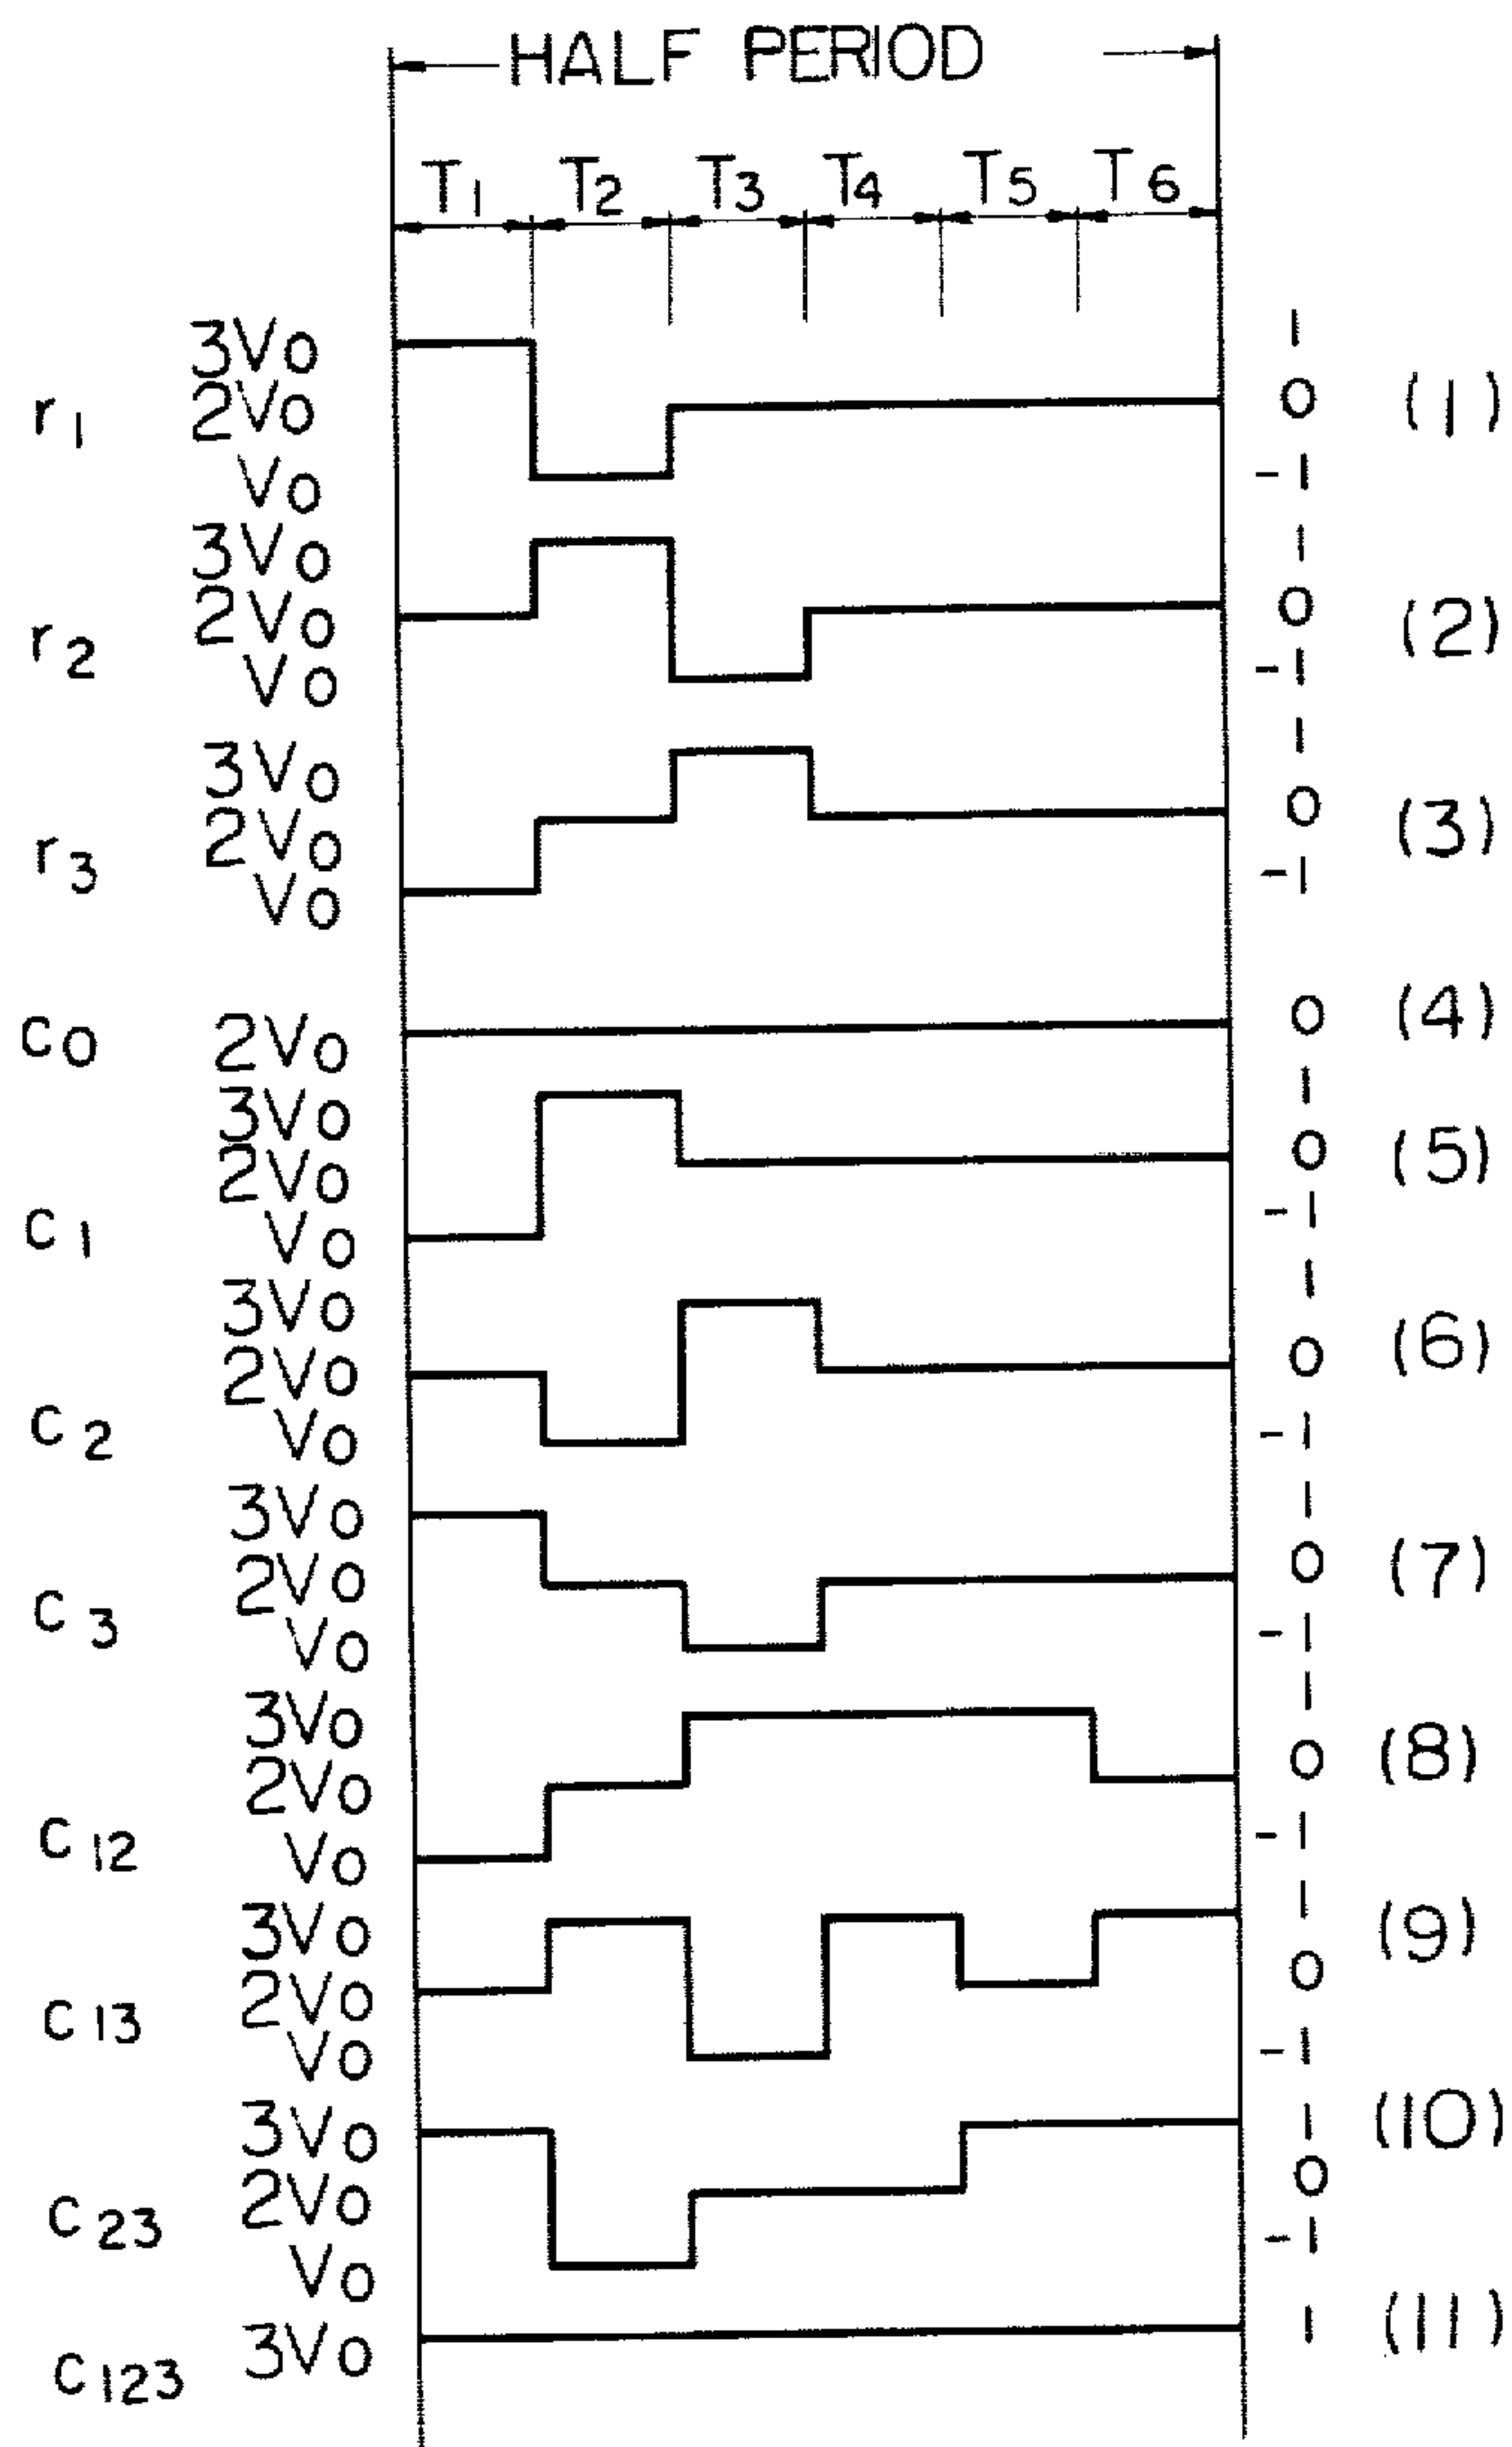 HALF PERIOD
T1 T2 T3 T4 T5 T6
3Vo 1
r1 2Vo 0 (1)
Vo -1
3Vo 1
r2 2Vo 0 (2)
Vo -1
3Vo 1
r3 2Vo 0 (3)
Vo -1
c0 2Vo 0 (4)
3Vo 1
2Vo 0 (5)
c1 Vo -1
3Vo 1
2Vo 0 (6)
c2 Vo -1
3Vo 1
2Vo 0 (7)
c3 Vo -1
3Vo 1
2Vo 0 (8)
c12 Vo -1
3Vo 1 (9)
2Vo 0
c13 Vo -1
3Vo 1 (10)
c23 2Vo 0
Vo -1
3Vo 1 (11)
c123